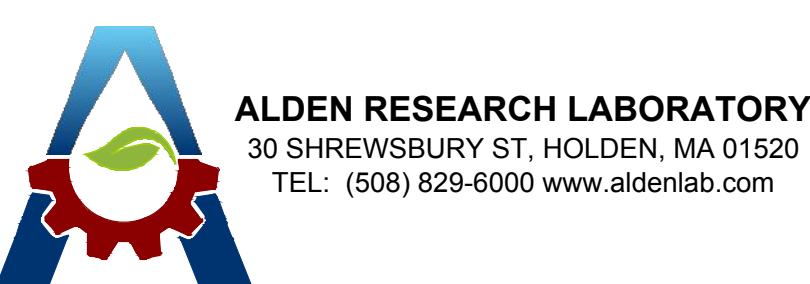 ALDEN RESEARCH LABORATORY
30 SHREWSBURY ST, HOLDEN, MA 01520
TEL:  (508) 829-6000 www.aldenlab.com